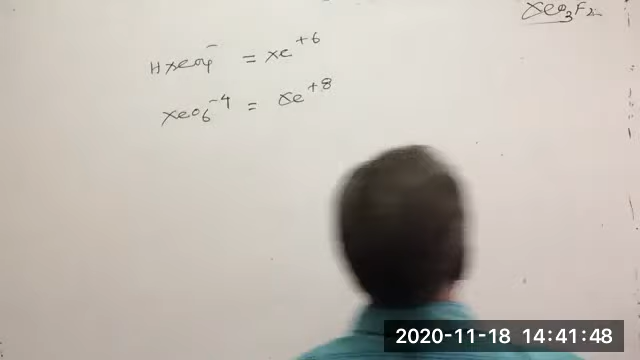 XeO3F2
HXeO4⁻ = Xe⁺⁶
XeO6⁻⁴ = Xe⁺⁸
2020-11-18 14:41:48